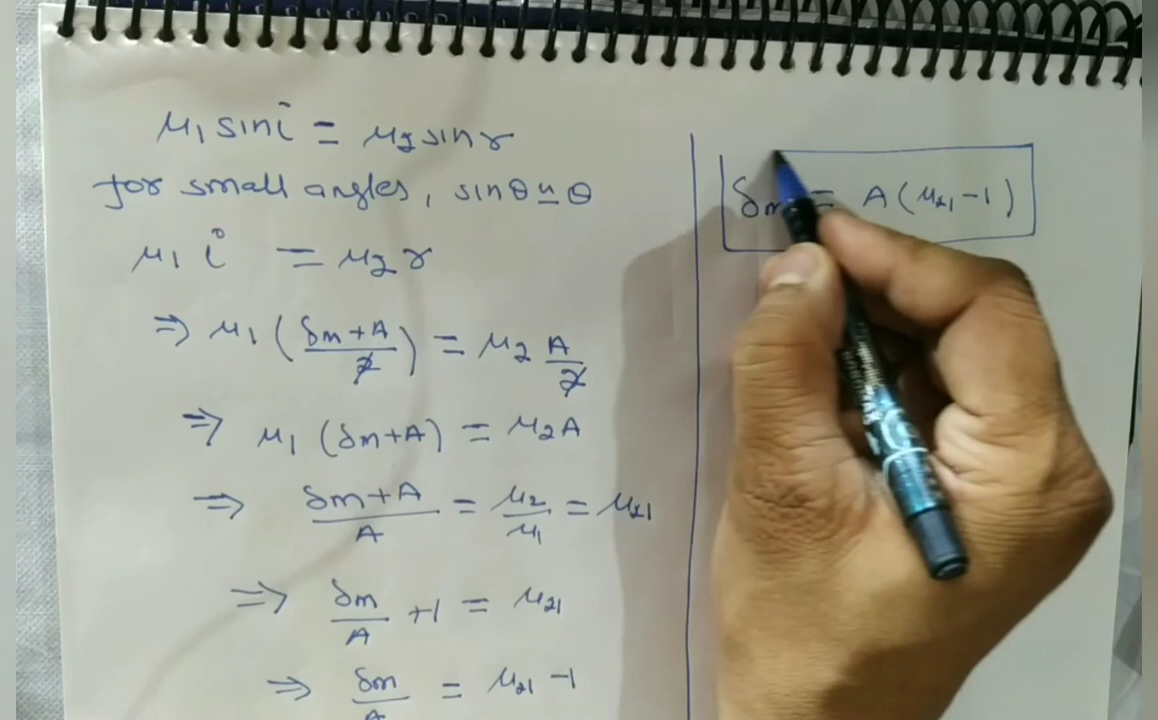 μ₁ sin i = μ₂ sin r
for small angles, sinθ ≃ θ
μ₁ i = μ₂ r
⇒ μ₁ (δm+A / 2) = μ₂ A/2
⇒ μ₁ (δm+A) = μ₂A
⇒ δm+A / A = μ₂/μ₁ = μ₂₁
⇒ δm/A +1 = μ₂₁
⇒ δm/A = μ₂₁ -1
δm = A(μ₂₁-1)